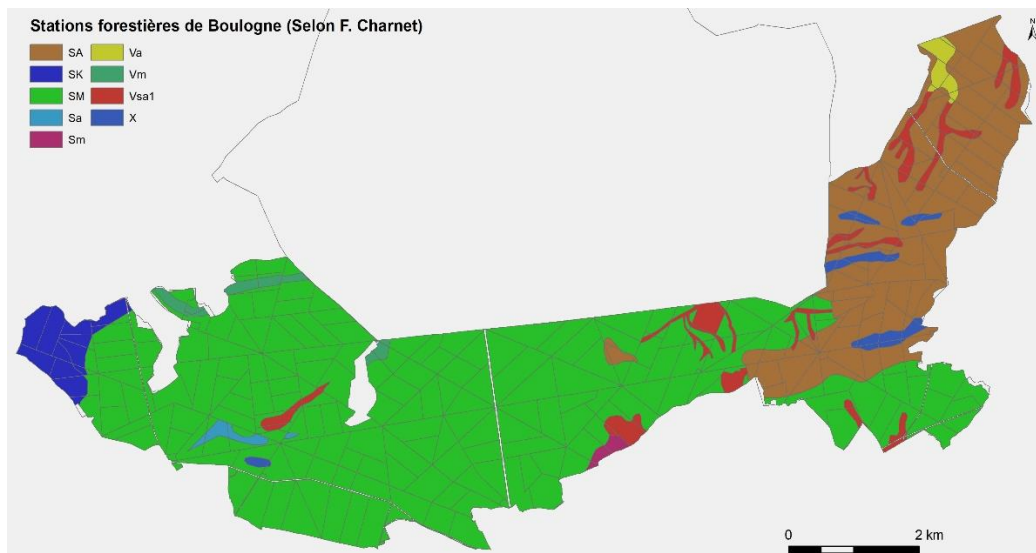 Stations forestières de Boulogne (Selon F. Charnet)
N
SA
Va
SK
Vm
SM
Vsa1
Sa
X
Sm
0
2 km